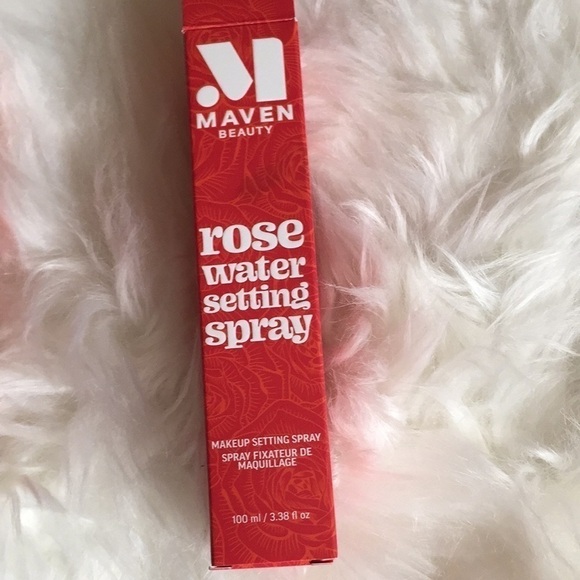 M
MAVEN
BEAUTY
rose
water
setting
spray
MAKEUP SETTING SPRAY
SPRAY FIXATEUR DE
MAQUILLAGE
100 ml / 3.38 fl oz